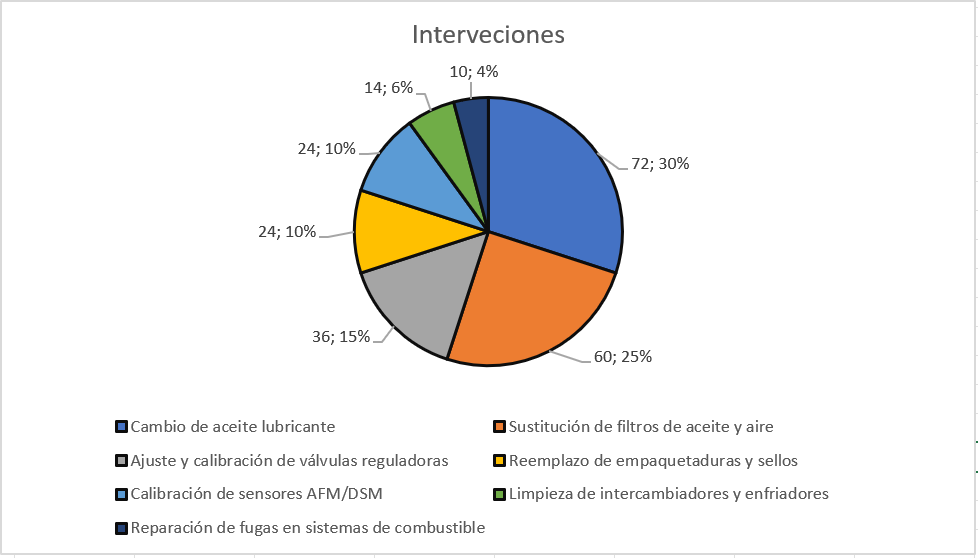 Interveciones
10; 4%
14; 6%
72; 30%
24; 10%
24; 10%
36; 15%
60; 25%
Cambio de aceite lubricante
Sustitución de filtros de aceite y aire
Ajuste y calibración de válvulas reguladoras
Reemplazo de empaquetaduras y sellos
Calibración de sensores AFM/DSM
Limpieza de intercambiadores y enfriadores
Reparación de fugas en sistemas de combustible